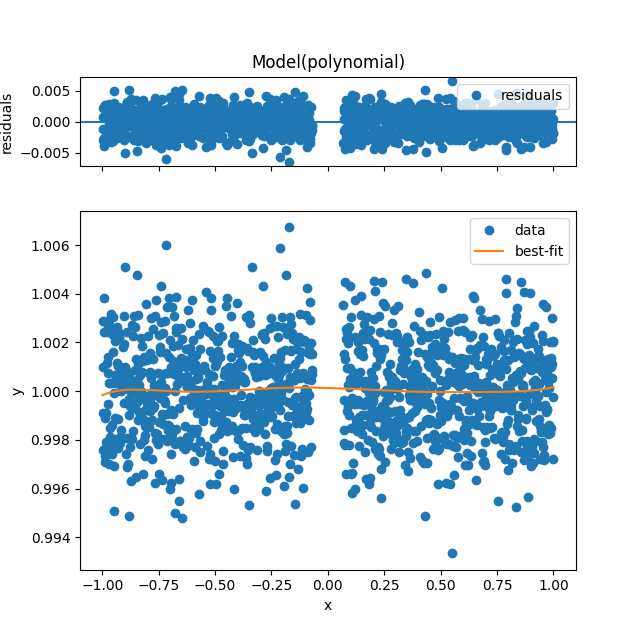 Model(polynomial)
0.005
0.000
−0.005
residuals
residuals
1.006
1.004
1.002
1.000
0.998
0.996
0.994
y
data
best-fit
−1.00 −0.75 −0.50 −0.25 0.00 0.25 0.50 0.75 1.00
x